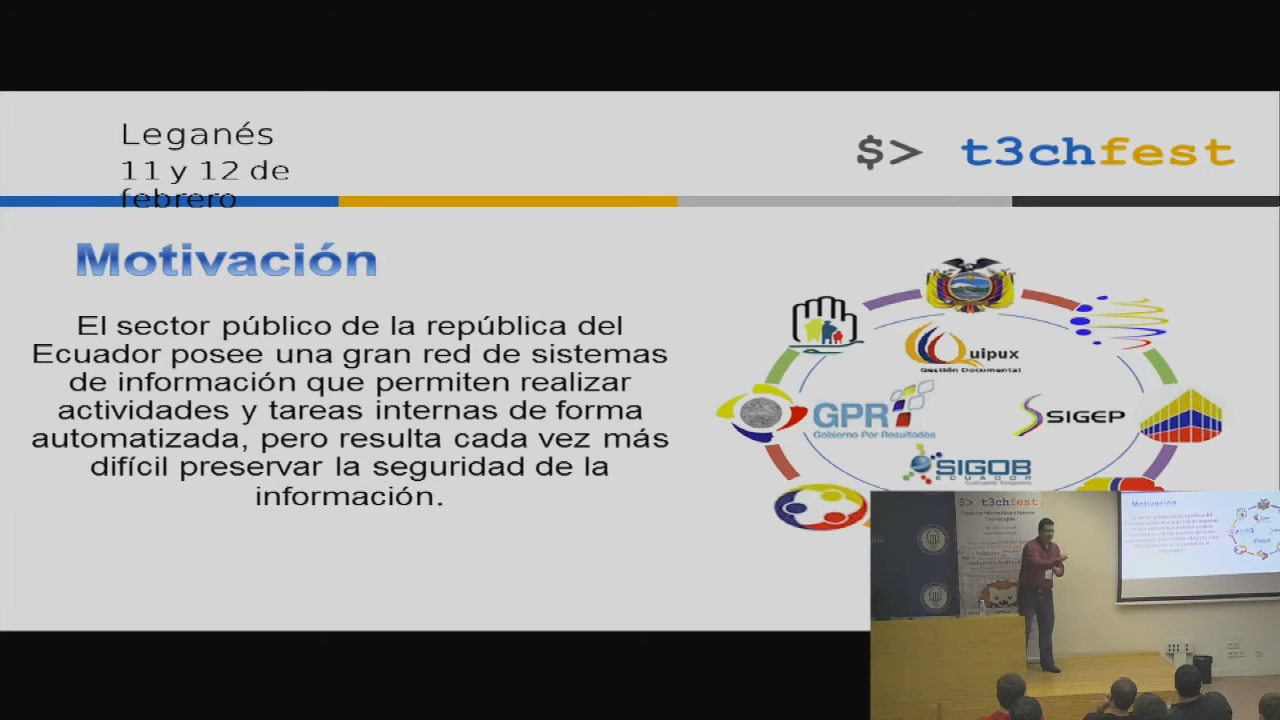 Leganés
11 y 12 de
febrero
$> t3chfest
Motivación
El sector público de la república del
Ecuador posee una gran red de sistemas
de información que permiten realizar
actividades y tareas internas de forma
automatizada, pero resulta cada vez más
difícil preservar la seguridad de la
información.
Quipux
Gestión Documental
GPR
Gobierno Por Resultados
SIGEP
SIGOB
ECUADOR
$> t3chfest
Motivación